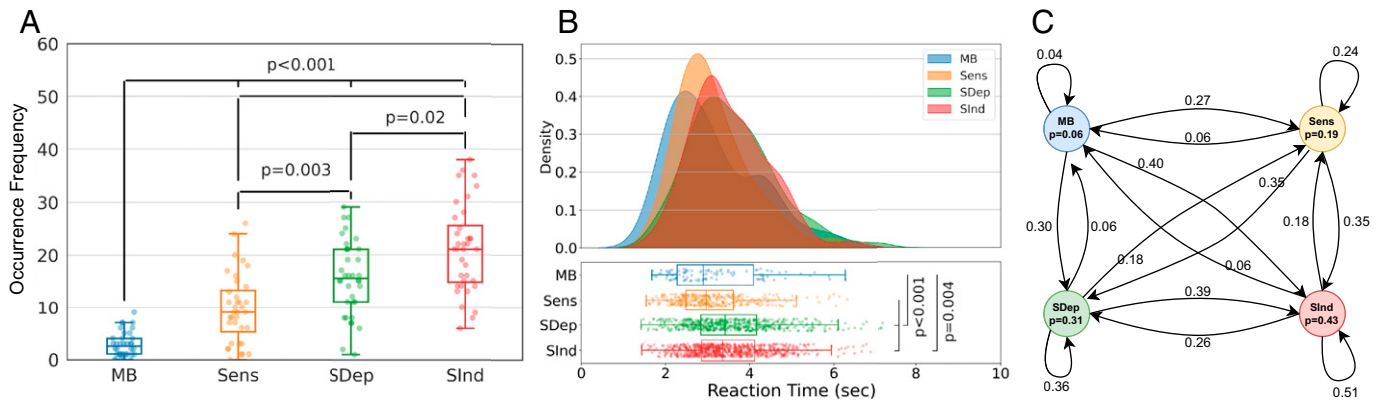 A
Occurrence Frequency
60
50
40
30
20
10
0
p<0.001
p=0.02
p=0.003
MB
Sens
SDep
SInd
B
Density
0.5
0.4
0.3
0.2
0.1
0.0
MB
Sens
SDep
SInd
MB
Sens
SDep
SInd
p<0.001
p=0.004
0
2
4
6
8
10
Reaction Time (sec)
C
0.04
0.24
MB
p=0.06
0.27
0.06
Sens
p=0.19
0.40
0.35
0.30
0.06
0.18
0.35
0.18
0.06
SDep
p=0.31
0.39
0.26
SInd
p=0.43
0.36
0.51